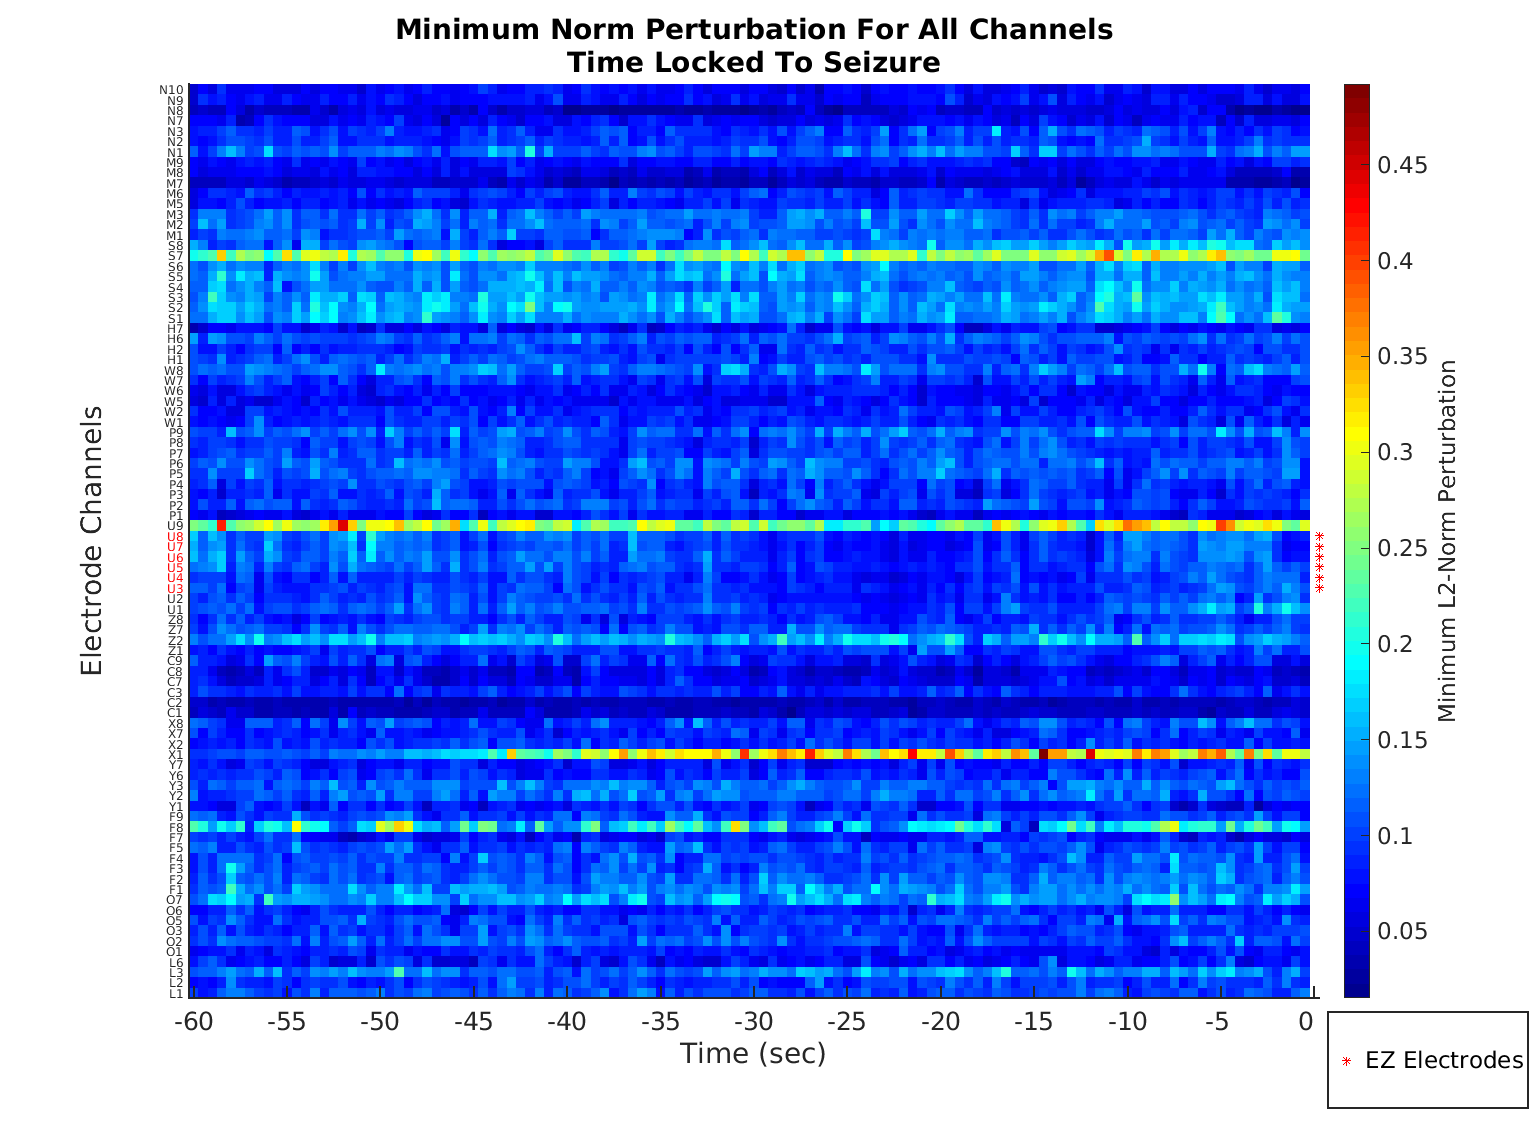 Minimum Norm Perturbation For All Channels
Time Locked To Seizure
Electrode Channels
N10
N9
N8
N7
N3
N2
N1
M9
M8
M7
M6
M5
M3
M2
M1
S8
S7
S6
S5
S4
S3
S2
S1
H7
H6
H2
H1
W8
W7
W6
W5
W2
W1
P9
P8
P7
P6
P5
P4
P3
P2
P1
U9
U8
U7
U6
U5
U4
U3
U2
U1
Z8
Z7
Z2
Z1
C9
C8
C7
C3
C2
C1
X8
X7
X2
X1
Y7
Y6
Y3
Y2
Y1
F9
F8
F7
F5
F4
F3
F2
F1
O7
O6
O5
O3
O2
O1
L6
L3
L2
L1
-60 -55 -50 -45 -40 -35 -30 -25 -20 -15 -10 -5 0
Time (sec)
0.45
0.4
0.35
0.3
0.25
0.2
0.15
0.1
0.05
Minimum L2-Norm Perturbation
EZ Electrodes